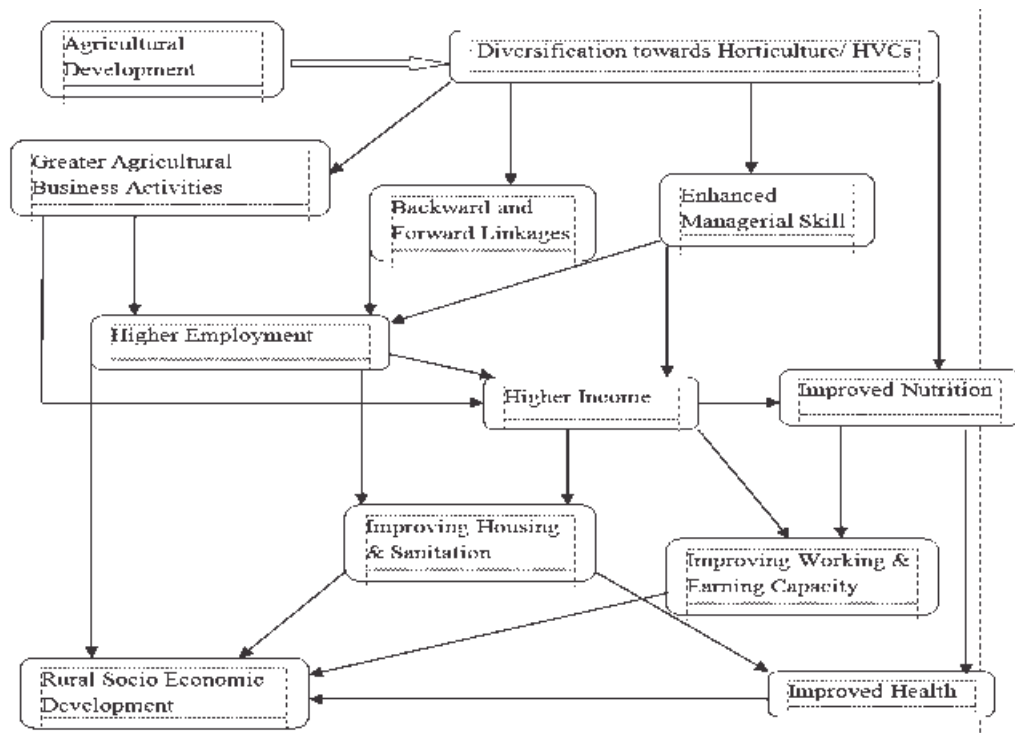 Agricultural
Development
Diversification towards Horticulture/ HVCs
Greater Agricultural
Business Activities
Backward and
Forward Linkages
Enhanced
Managerial Skill
Higher Employment
Higher Income
Improved Nutrition
Improving Housing
& Sanitation
Improving Working &
Earning Capacity
Rural Socio Economic
Development
Improved Health